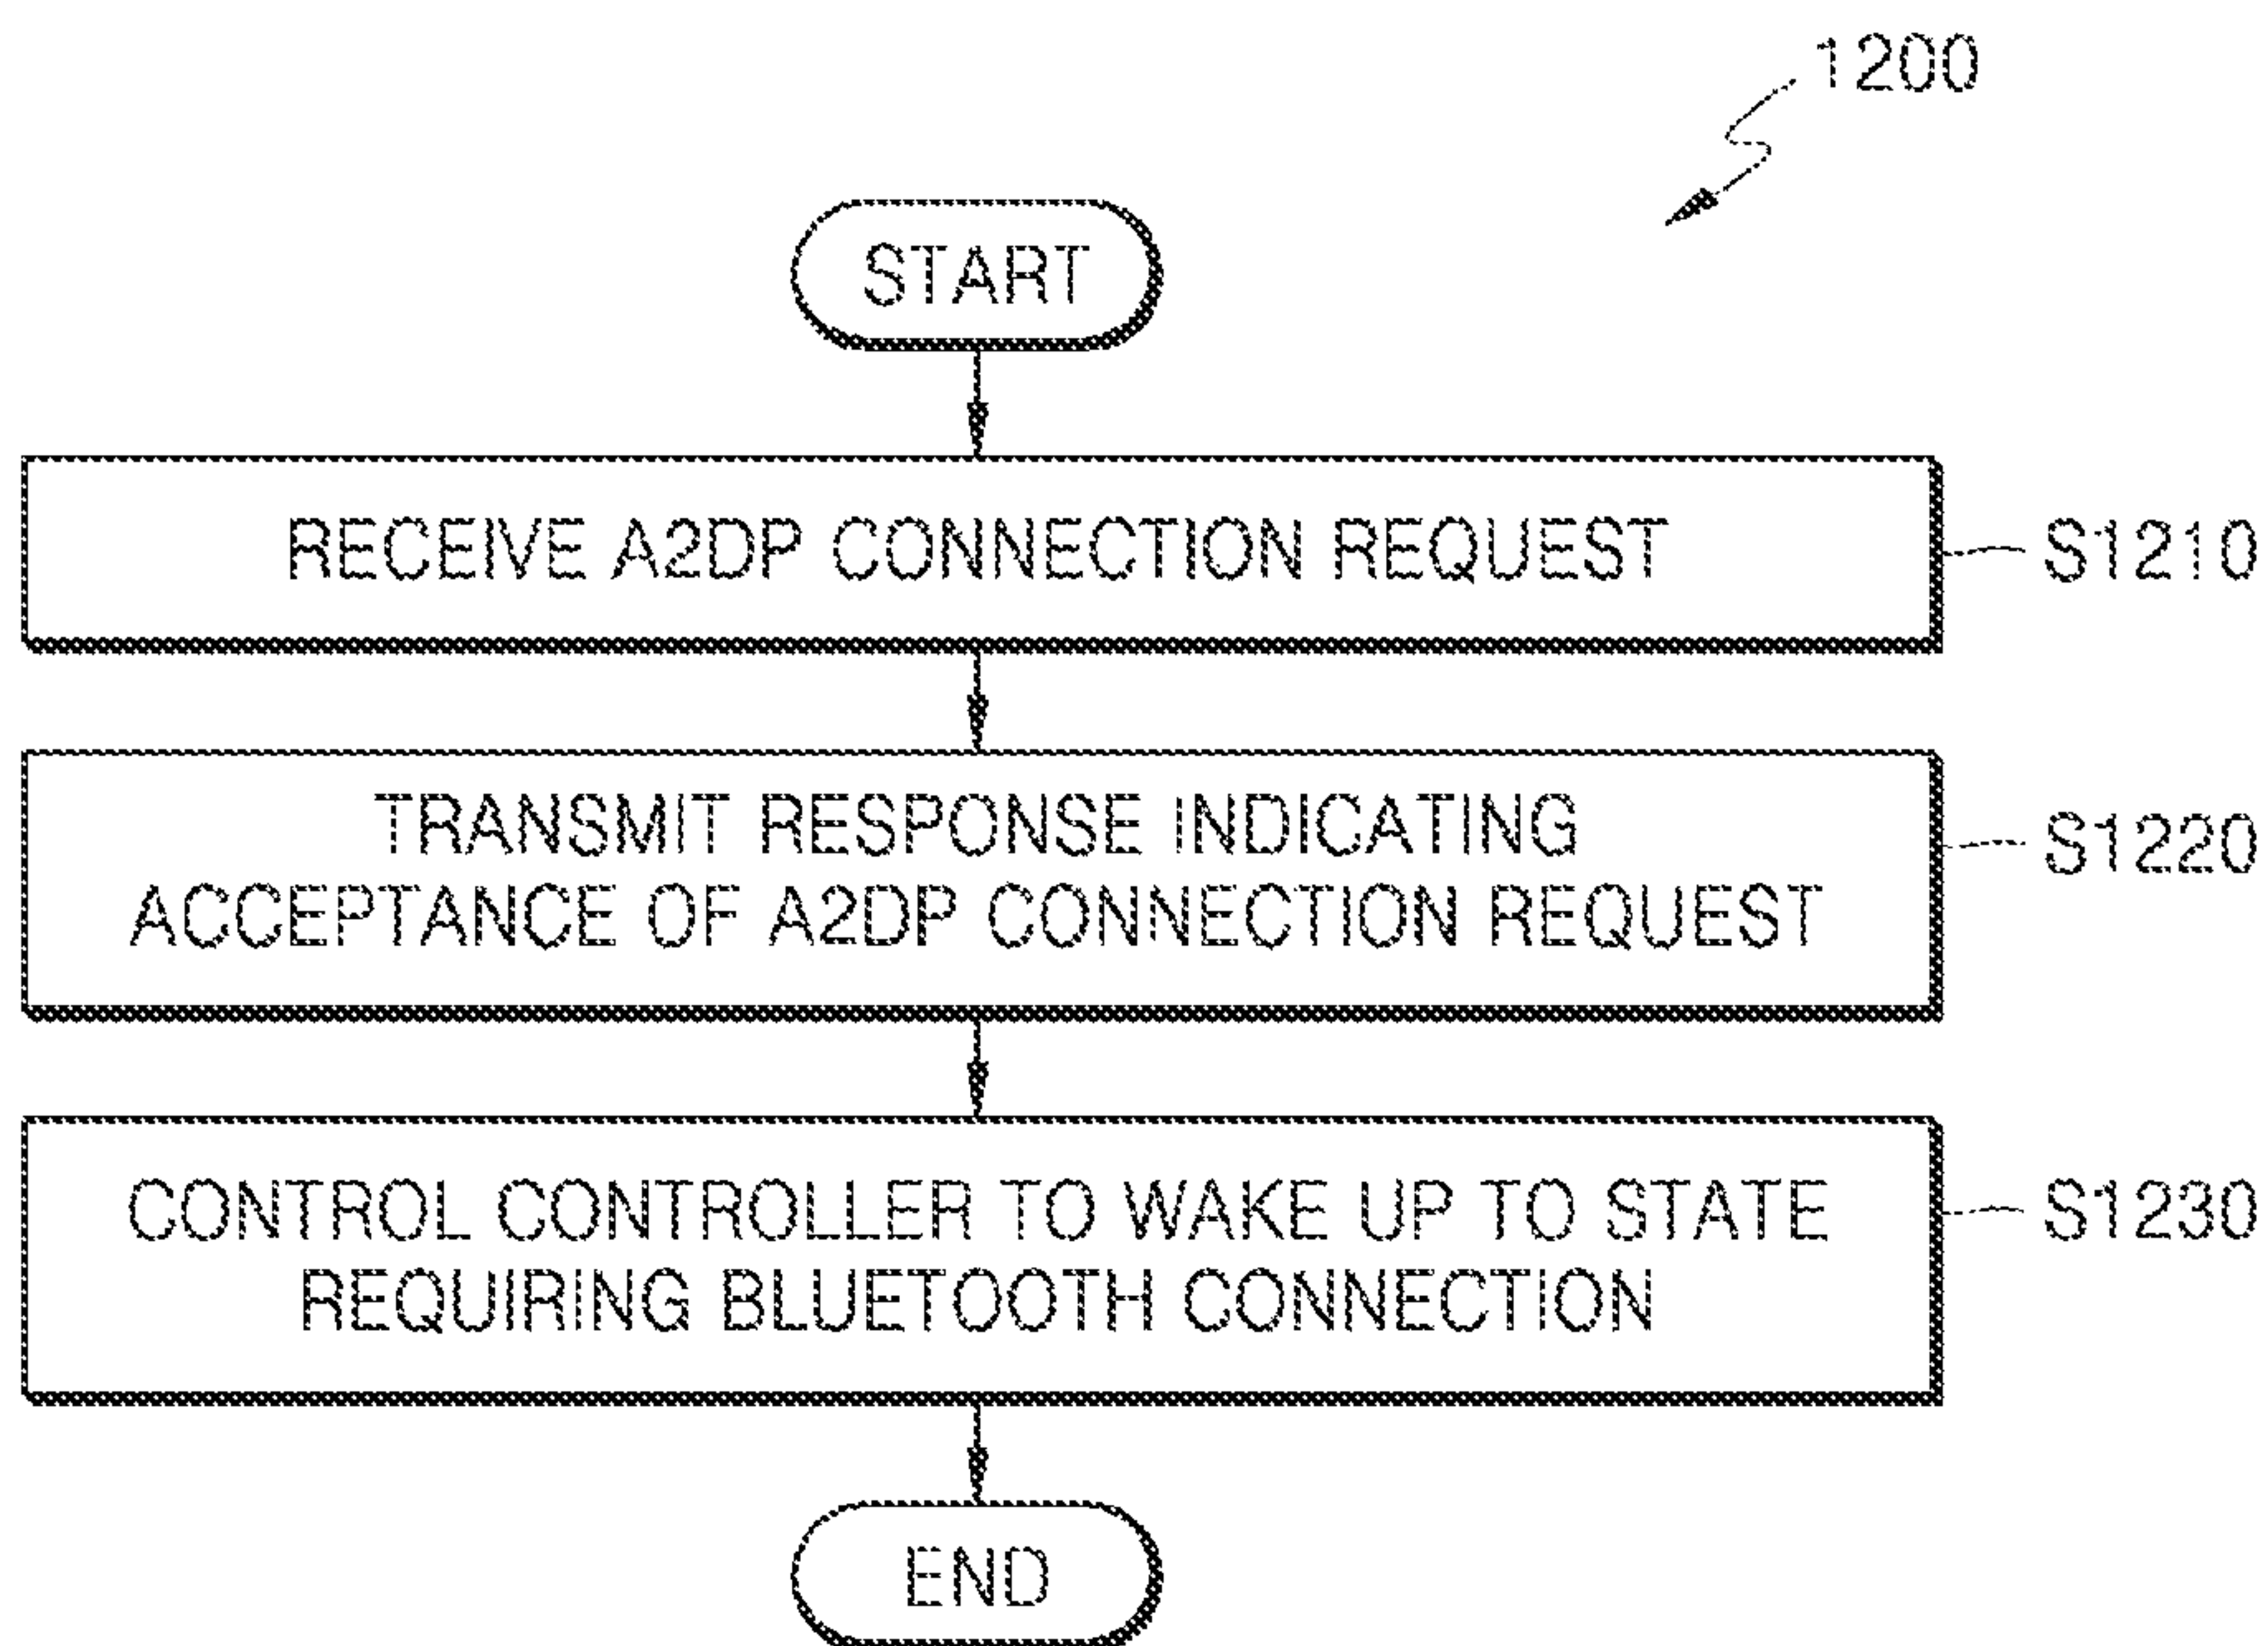 1200
START
RECEIVE A2DP CONNECTION REQUEST
S1210
TRANSMIT RESPONSE INDICATING
ACCEPTANCE OF A2DP CONNECTION REQUEST
S1220
CONTROL CONTROLLER TO WAKE UP TO STATE
REQUIRING BLUETOOTH CONNECTION
S1230
END